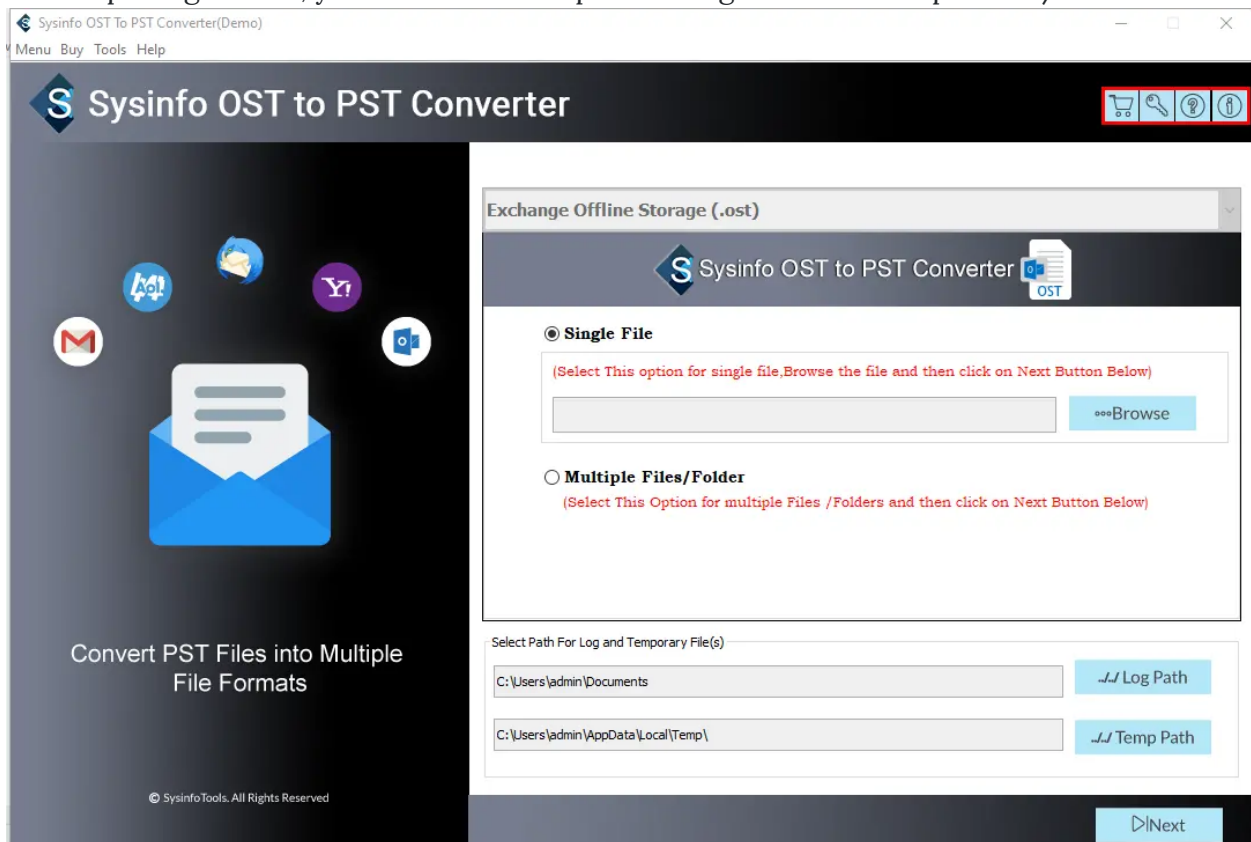 Sysinfo OST To PST Converter(Demo)
Menu Buy Tools Help
S Sysinfo OST to PST Converter
Exchange Offline Storage (.ost)
S Sysinfo OST to PST Converter
OST
Aol.
Y!
Single File
(Select This option for single file,Browse the file and then click on Next Button Below)
Browse
Multiple Files/Folder
(Select This Option for multiple Files /Folders and then click on Next Button Below)
Convert PST Files into Multiple
File Formats
Select Path For Log and Temporary File(s)
C:\Users\admin\Documents
../../ Log Path
C:\Users\admin\AppData\Local\Temp\
../../ Temp Path
© SysinfoTools. All Rights Reserved
Next